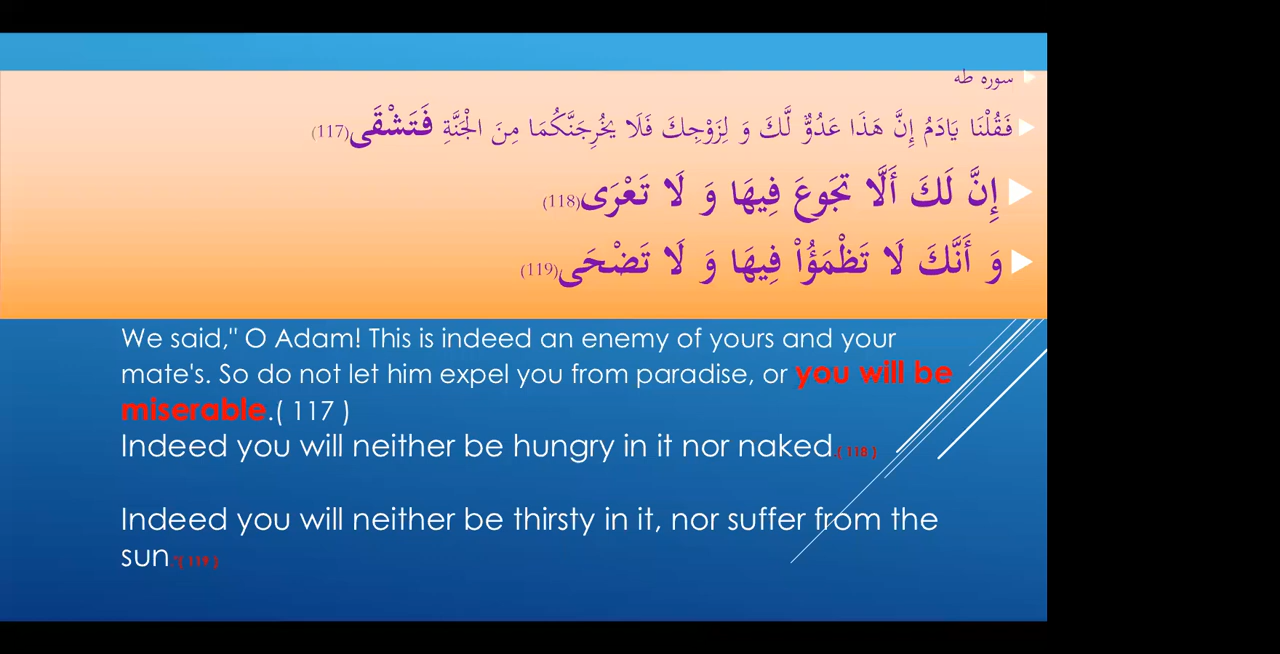 سوره طه
فَقُلْنَا يَادَمُ إِنَّ هَذَا عَدُوٌّ لَّكَ وَ لِزَوْجِكَ فَلَا يُخْرِجَنَّكُمَا مِنَ الْجَنَّةِ فَتَشْقَى(117)
إِنَّ لَكَ أَلَّا تجَوعَ فِيهَا وَ لَا تَعْرَى(118)
وَ أَنَّكَ لَا تَظْمَؤُاْ فِيهَا وَ لَا تَضْحَى(119)
We said," O Adam! This is indeed an enemy of yours and your
mate's. So do not let him expel you from paradise, or you will be
miserable.( 117 )
Indeed you will neither be hungry in it nor naked.( 118 )
Indeed you will neither be thirsty in it, nor suffer from the
sun."( 119 )